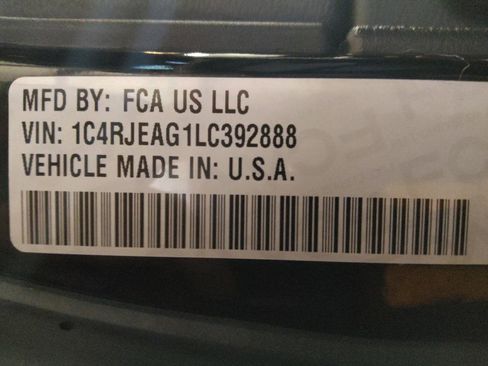 MFD BY: FCA US LLC
VIN: 1C4RJEAG1LC392888
VEHICLE MADE IN: U.S.A.